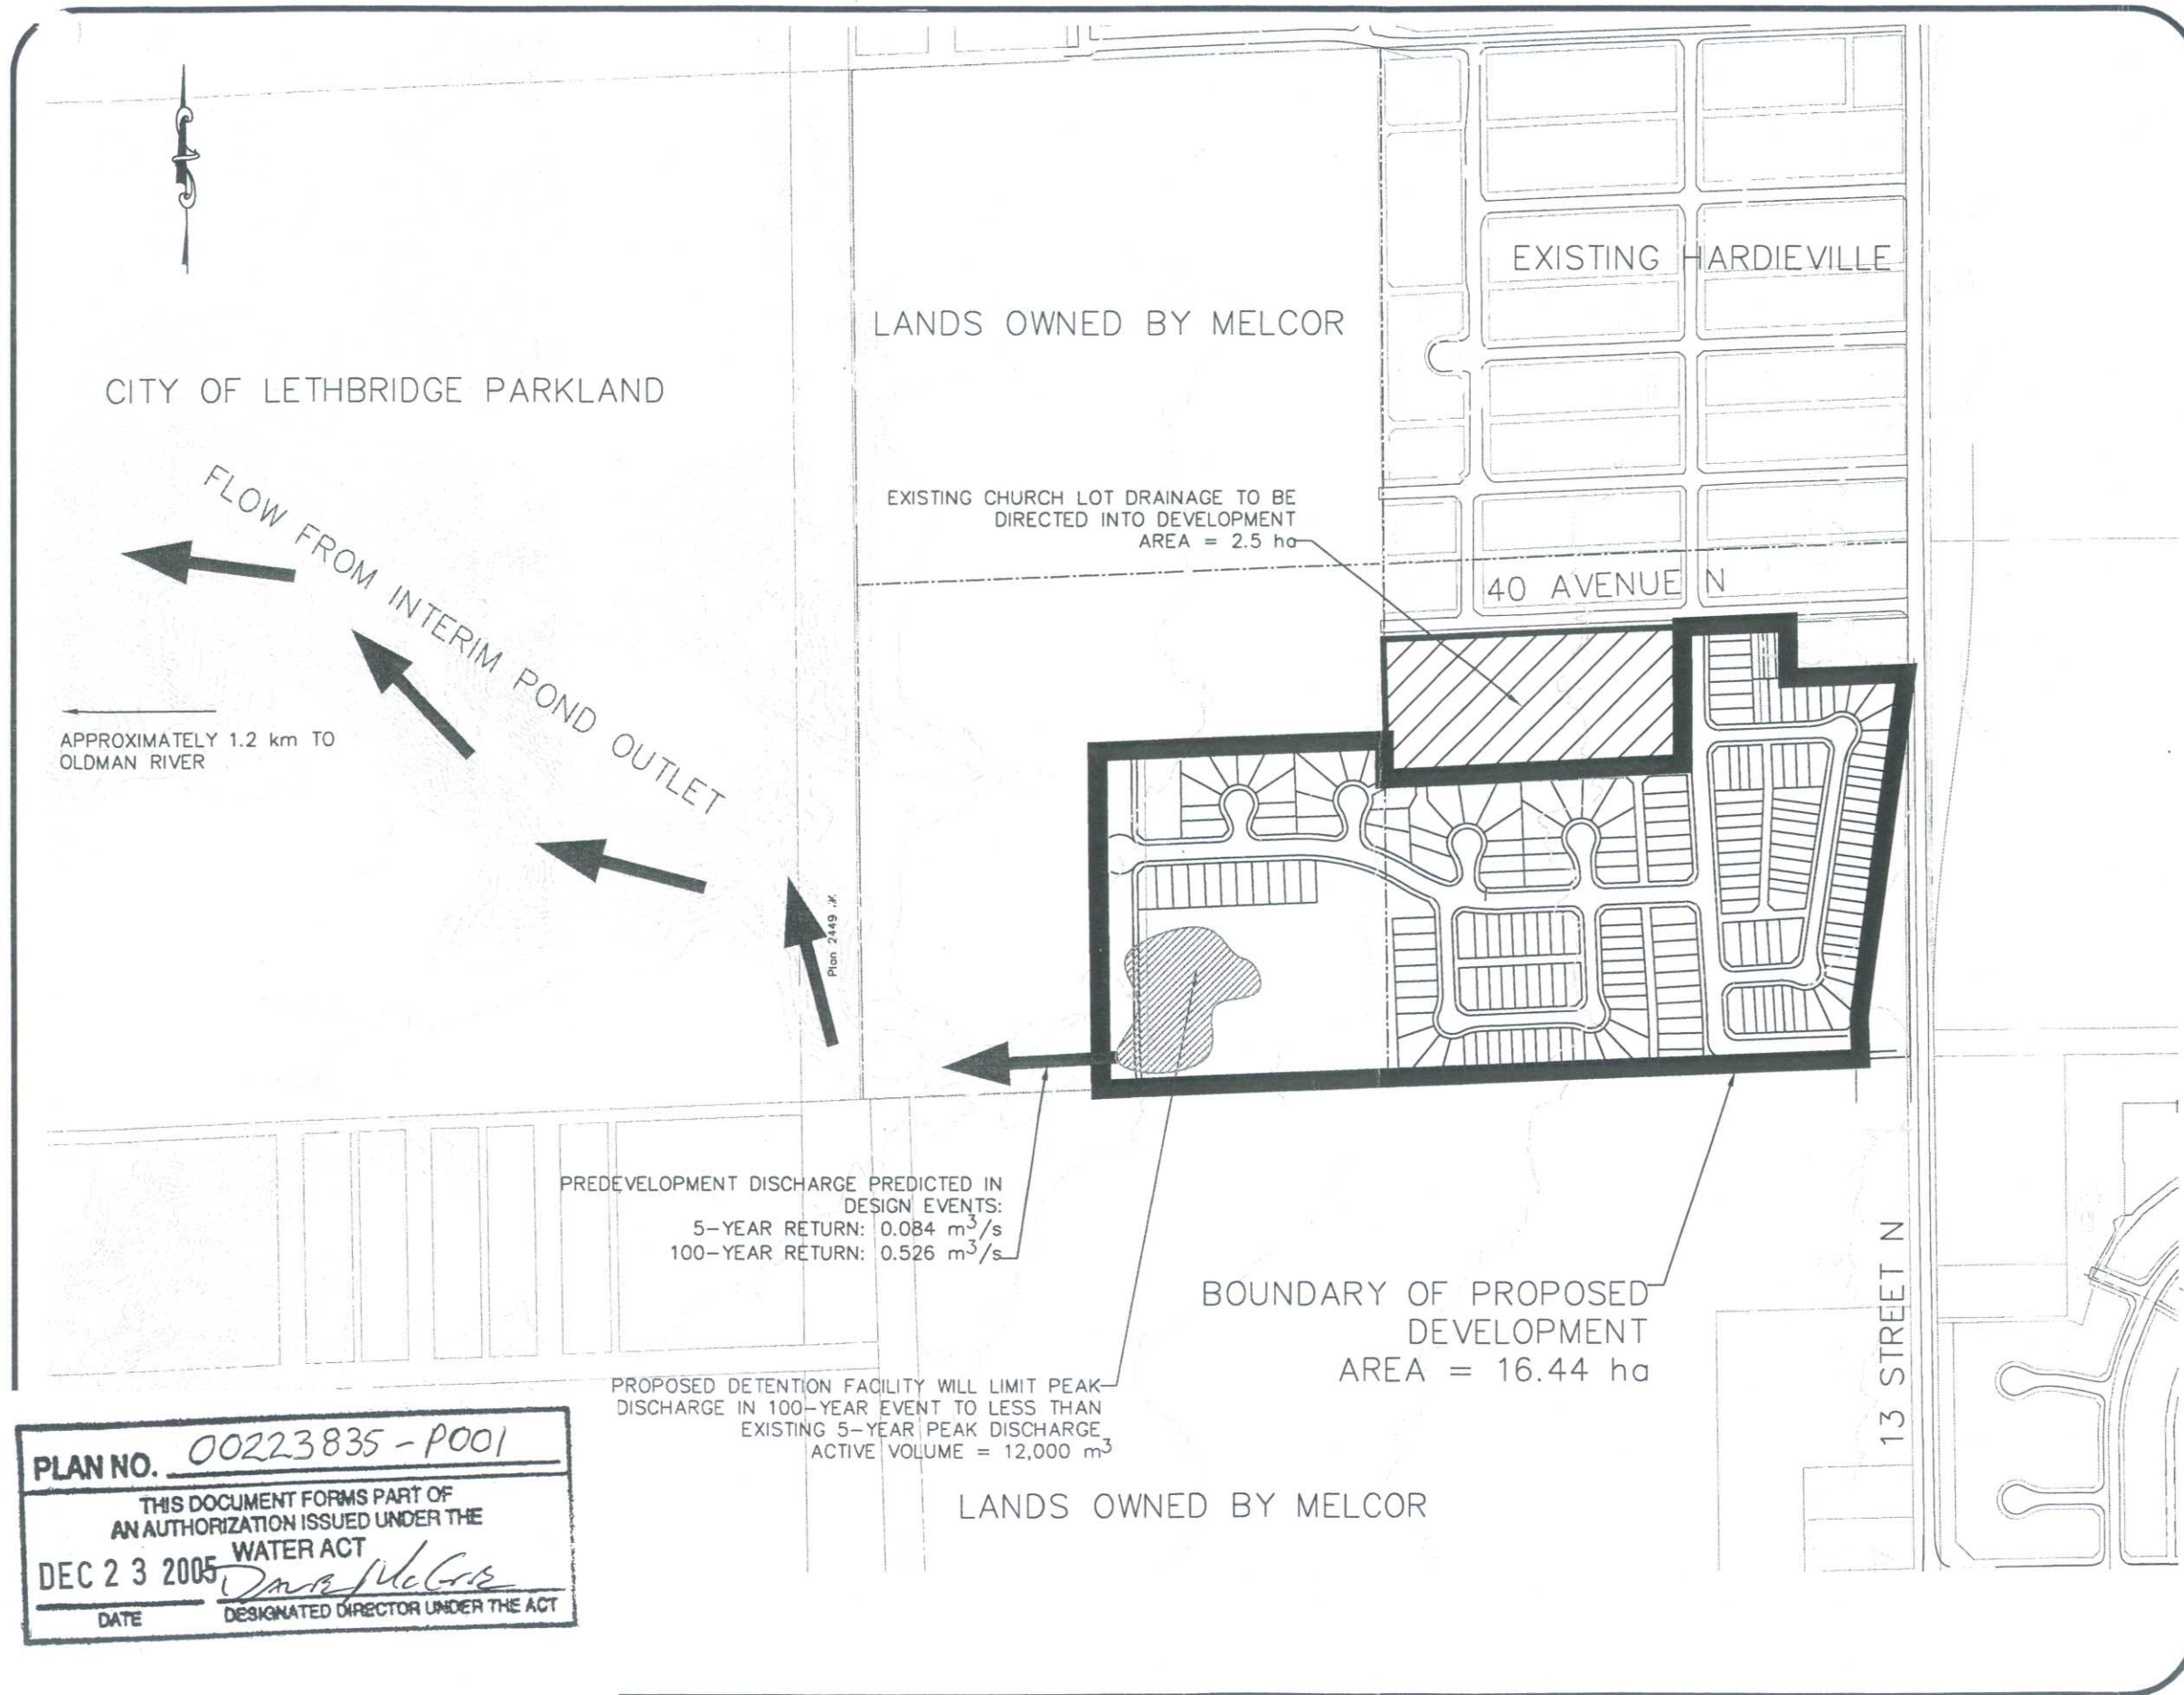 EXISTING HARDIEVILLE
LANDS OWNED BY MELCOR
CITY OF LETHBRIDGE PARKLAND
FLOW FROM INTERIM POND OUTLET
EXISTING CHURCH LOT DRAINAGE TO BE
DIRECTED INTO DEVELOPMENT
AREA = 2.5 ha
40 AVENUE N
APPROXIMATELY 1.2 km TO
OLDMAN RIVER
Plan 2449 JK
PREDEVELOPMENT DISCHARGE PREDICTED IN
DESIGN EVENTS:
5-YEAR RETURN: 0.084 m³/s
100-YEAR RETURN: 0.526 m³/s
BOUNDARY OF PROPOSED
DEVELOPMENT
AREA = 16.44 ha
13 STREET N
PROPOSED DETENTION FACILITY WILL LIMIT PEAK
DISCHARGE IN 100-YEAR EVENT TO LESS THAN
EXISTING 5-YEAR PEAK DISCHARGE
ACTIVE VOLUME = 12,000 m³
LANDS OWNED BY MELCOR
PLAN NO. 00223835-P001
THIS DOCUMENT FORMS PART OF
AN AUTHORIZATION ISSUED UNDER THE
WATER ACT
DEC 23 2005
DATE
DESIGNATED DIRECTOR UNDER THE ACT